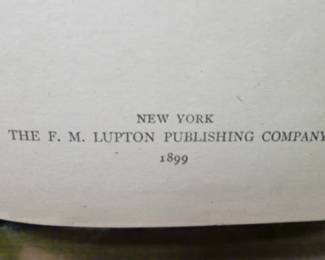 NEW YORK
THE F. M. LUPTON PUBLISHING COMPANY
1899